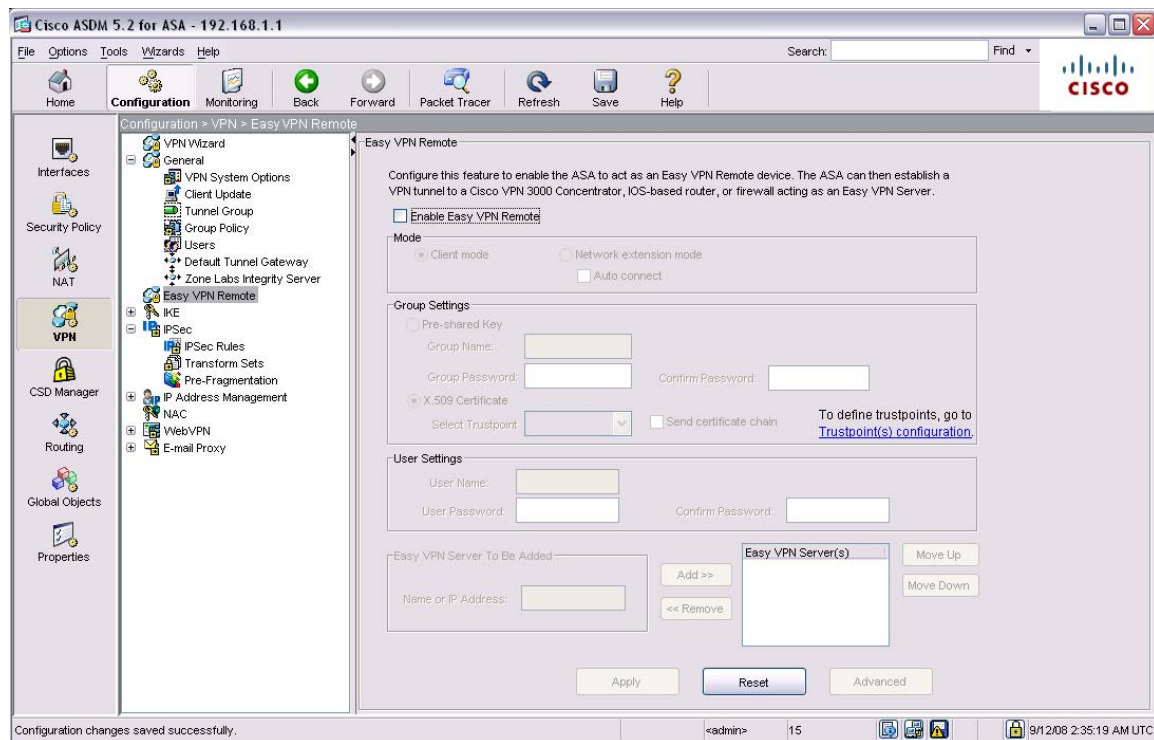 Cisco ASDM 5.2 for ASA - 192.168.1.1
File Options Tools Wizards Help
Search:
Find
Home
Configuration
Monitoring
Back
Forward
Packet Tracer
Refresh
Save
Help
CISCO
Configuration > VPN > Easy VPN Remote
Interfaces
Security Policy
NAT
VPN
CSD Manager
Routing
Global Objects
Properties
VPN Wizard
General
VPN System Options
Client Update
Tunnel Group
Group Policy
Users
Default Tunnel Gateway
Zone Labs Integrity Server
Easy VPN Remote
IKE
IPSec
IPSec Rules
Transform Sets
Pre-Fragmentation
IP Address Management
NAC
WebVPN
E-mail Proxy
Easy VPN Remote
Configure this feature to enable the ASA to act as an Easy VPN Remote device. The ASA can then establish a
VPN tunnel to a Cisco VPN 3000 Concentrator, IOS-based router, or firewall acting as an Easy VPN Server.
Enable Easy VPN Remote
Mode
Client mode
Network extension mode
Auto connect
Group Settings
Pre-shared Key
Group Name:
Group Password:
Confirm Password:
X.509 Certificate
Select Trustpoint
Send certificate chain
To define trustpoints, go to
Trustpoint(s) configuration.
User Settings
User Name:
User Password:
Confirm Password:
Easy VPN Server To Be Added
Name or IP Address:
Add >>
<< Remove
Easy VPN Server(s)
Move Up
Move Down
Apply
Reset
Advanced
Configuration changes saved successfully.
<admin>
15
9/12/08 2:35:19 AM UTC